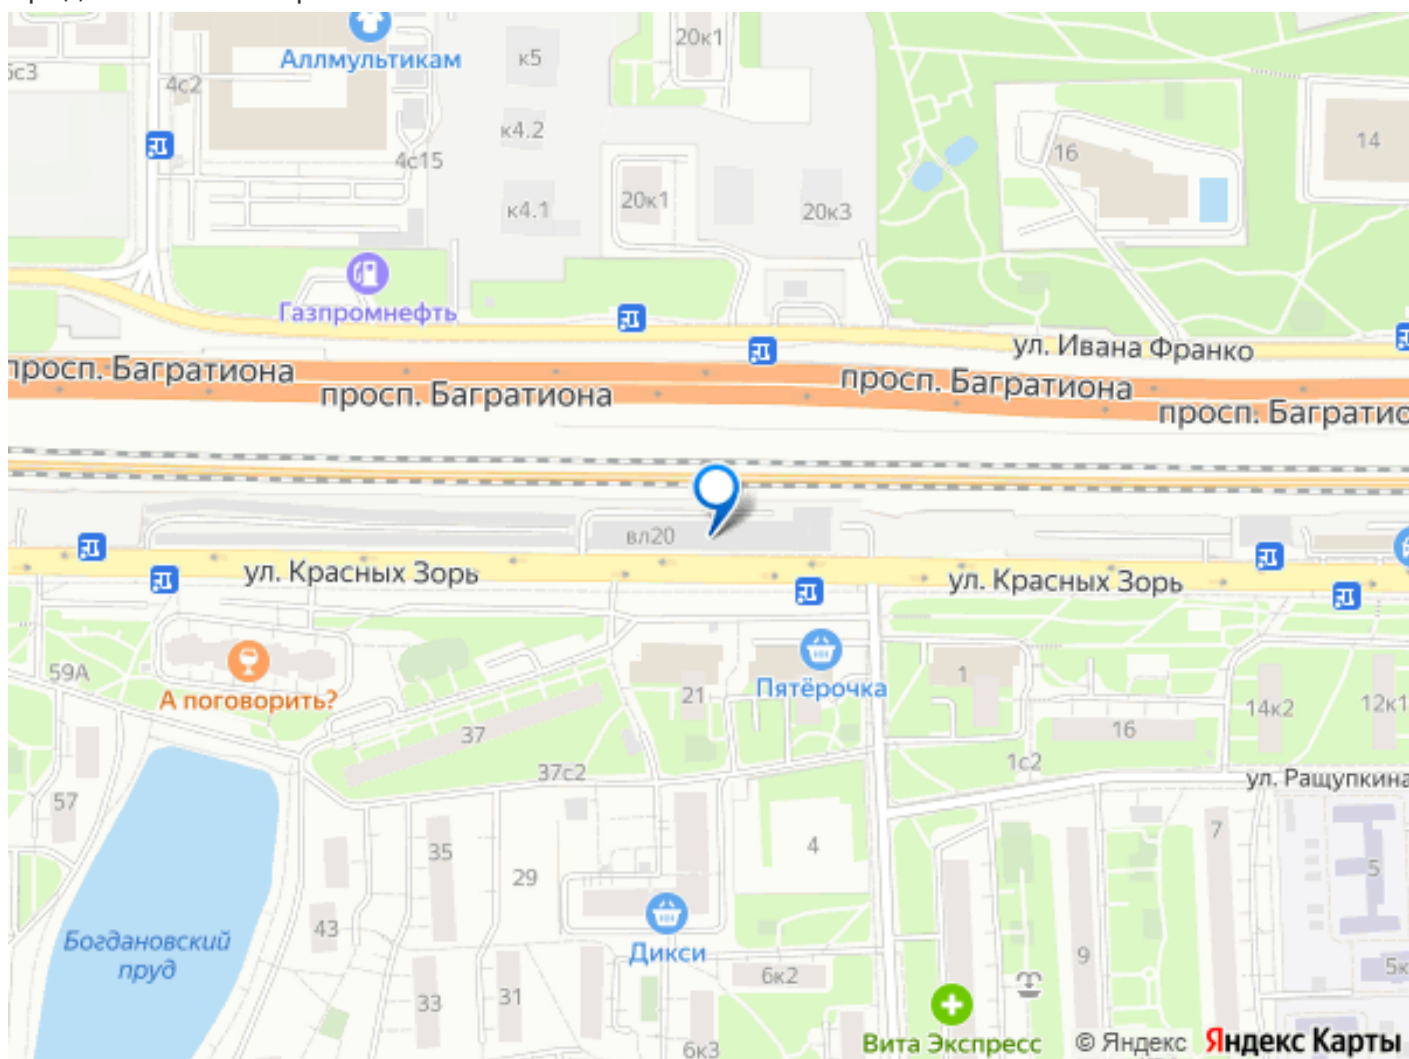 Аллмультикам
к5
20к1
4с2
к4.2
14
16
4с15
к4.1
20к1
20к3
Газпромнефть
ул. Ивана Франко
просп. Багратиона
просп. Багратиона
просп. Багратиона
просп. Багратио
вл20
ул. Красных Зорь
ул. Красных Зорь
59А
А поговорить?
21
Пятёрочка
1
14к2
12к1
37
16
37с2
1с2
ул. Ращупкина
57
35
4
7
29
5
43
Богдановский
пруд
Дикси
6к2
9
5к
33
31
Вита Экспресс
6к3
© Яндекс Яндекс Карты